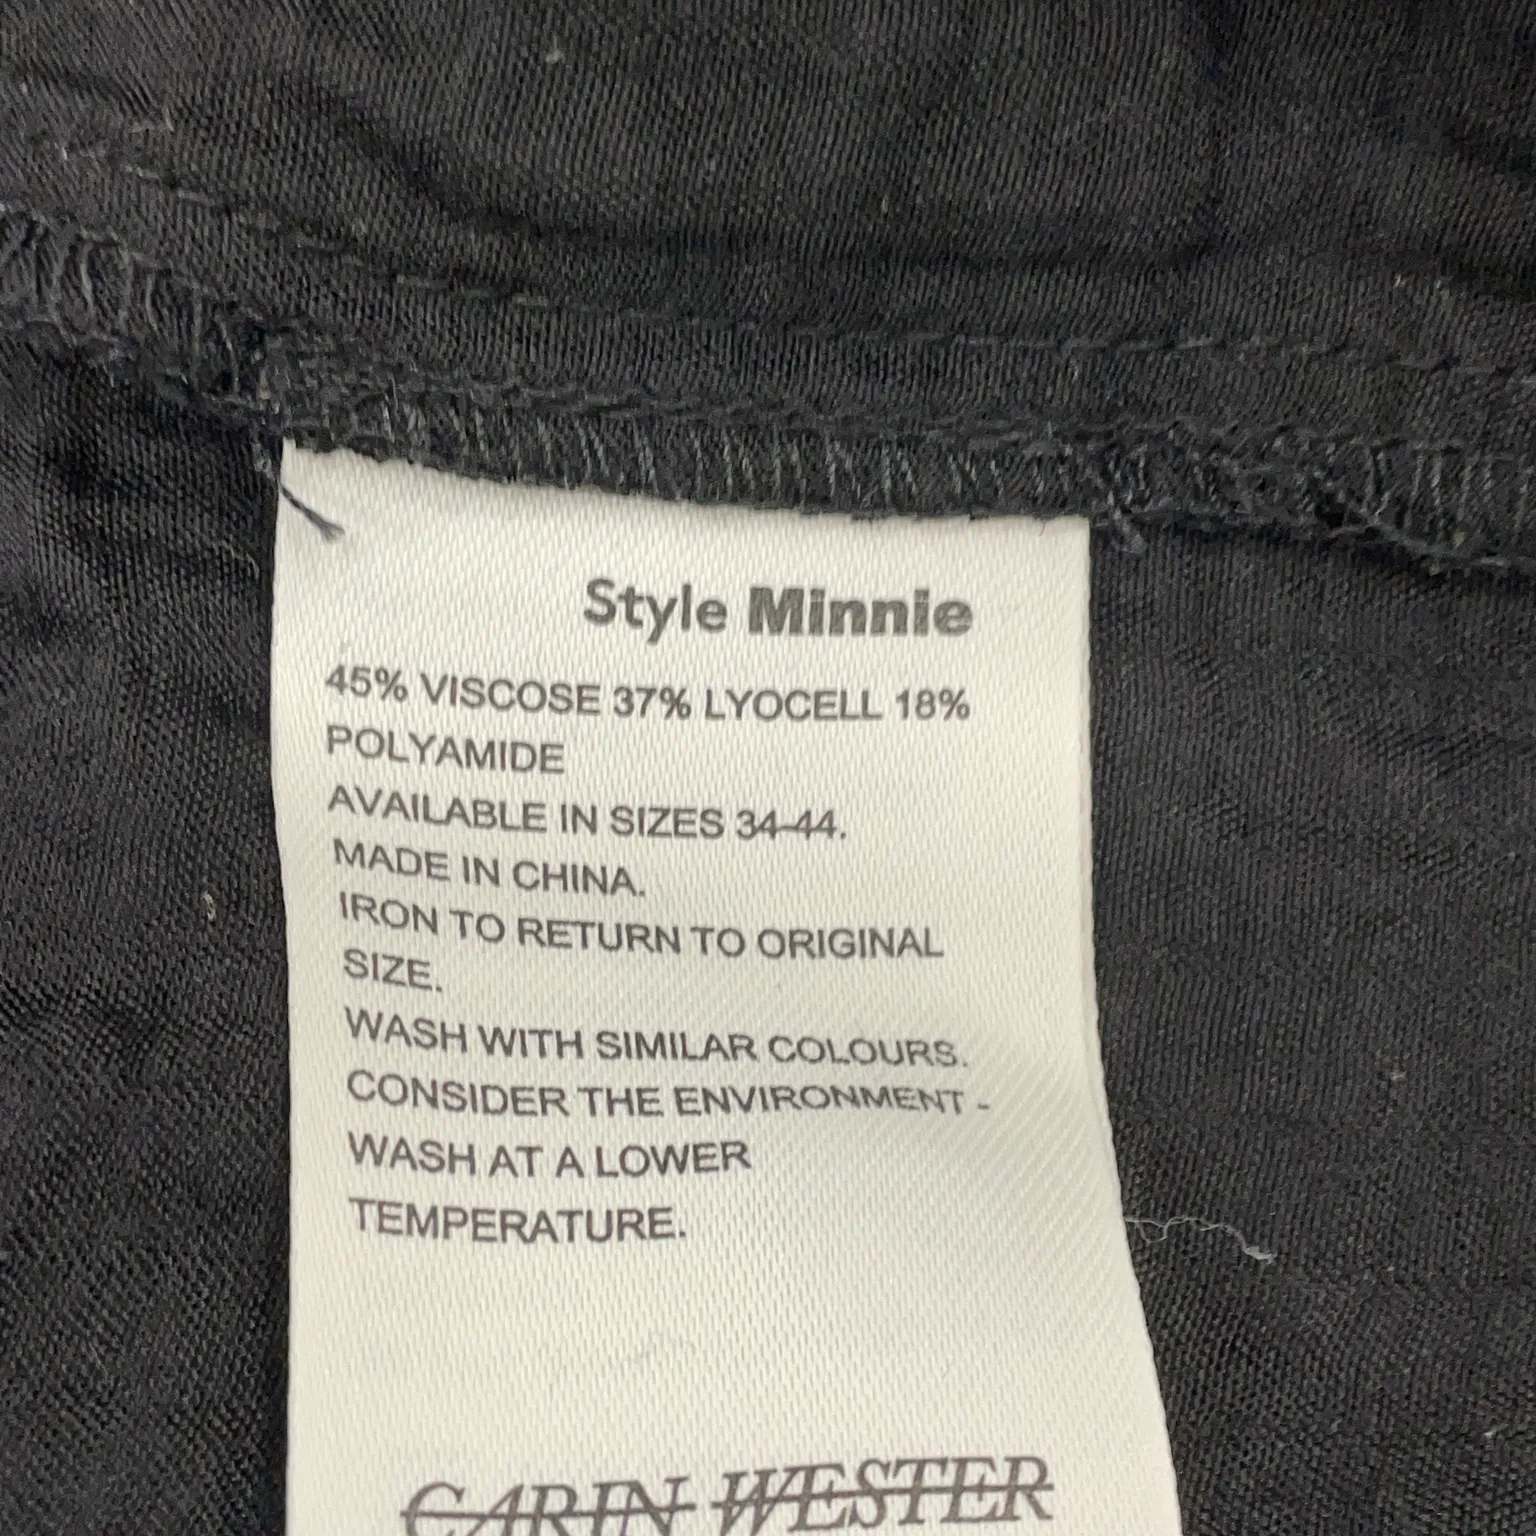 Style Minnie
45% VISCOSE 37% LYOCELL 18%
POLYAMIDE
AVAILABLE IN SIZES 34-44.
MADE IN CHINA.
IRON TO RETURN TO ORIGINAL
SIZE.
WASH WITH SIMILAR COLOURS.
CONSIDER THE ENVIRONMENT -
WASH AT A LOWER
TEMPERATURE.
CARIN WESTER